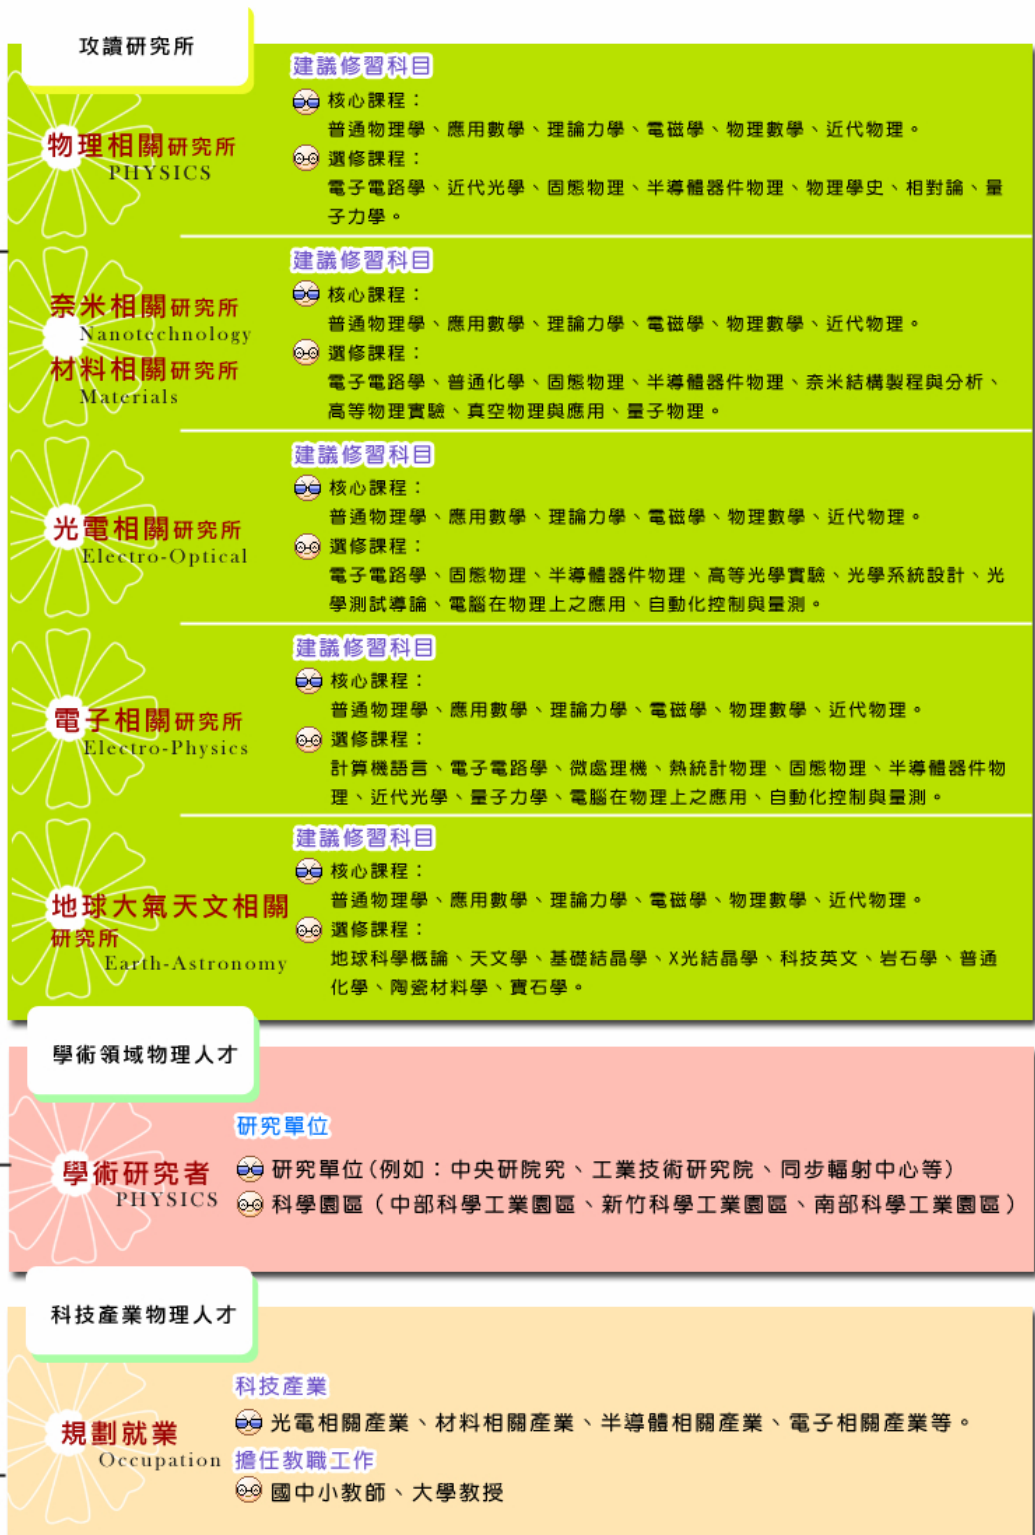 攻讀研究所
物理相關研究所
PHYSICS
建議修習科目
核心課程：
普通物理學、應用數學、理論力學、電磁學、物理數學、近代物理。
選修課程：
電子電路學、近代光學、固態物理、半導體器件物理、物理學史、相對論、量
子力學。
奈米相關研究所
Nanotechnology
材料相關研究所
Materials
建議修習科目
核心課程：
普通物理學、應用數學、理論力學、電磁學、物理數學、近代物理。
選修課程：
電子電路學、普通化學、固態物理、半導體器件物理、奈米結構製程與分析、
高等物理實驗、真空物理與應用、量子物理。
光電相關研究所
Electro-Optical
建議修習科目
核心課程：
普通物理學、應用數學、理論力學、電磁學、物理數學、近代物理。
選修課程：
電子電路學、固態物理、半導體器件物理、高等光學實驗、光學系統設計、光
學測試導論、電腦在物理上之應用、自動化控制與量測。
電子相關研究所
Electro-Physics
建議修習科目
核心課程：
普通物理學、應用數學、理論力學、電磁學、物理數學、近代物理。
選修課程：
計算機語言、電子電路學、微處理機、熱統計物理、固態物理、半導體器件物
理、近代光學、量子力學、電腦在物理上之應用、自動化控制與量測。
地球大氣天文相關
研究所
Earth-Astronomy
建議修習科目
核心課程：
普通物理學、應用數學、理論力學、電磁學、物理數學、近代物理。
選修課程：
地球科學概論、天文學、基礎結晶學、X光結晶學、科技英文、岩石學、普通
化學、陶瓷材料學、寶石學。
學術領域物理人才
學術研究者
PHYSICS
研究單位
研究單位(例如：中央研院究、工業技術研究院、同步輻射中心等)
科學園區（中部科學工業園區、新竹科學工業園區、南部科學工業園區）
科技產業物理人才
規劃就業
Occupation
科技產業
光電相關產業、材料相關產業、半導體相關產業、電子相關產業等。
擔任教職工作
國中小教師、大學教授